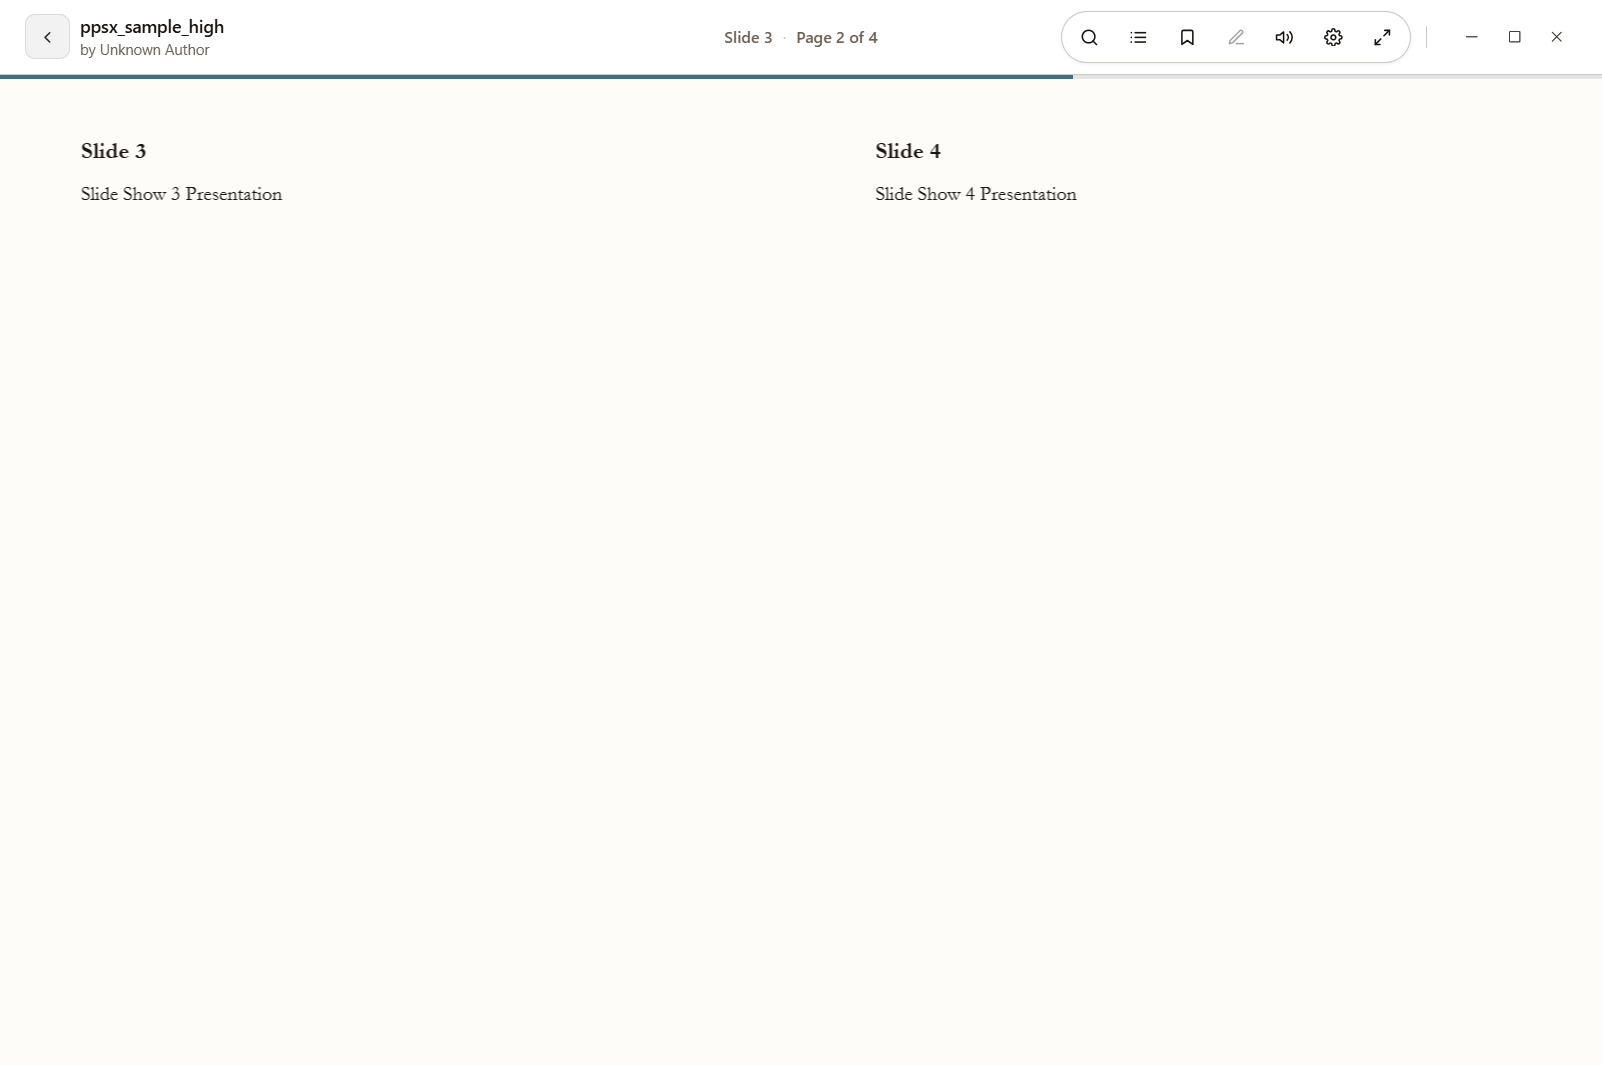 ppsx_sample_high
by Unknown Author
Slide 3 · Page 2 of 4
Slide 3
Slide Show 3 Presentation
Slide 4
Slide Show 4 Presentation